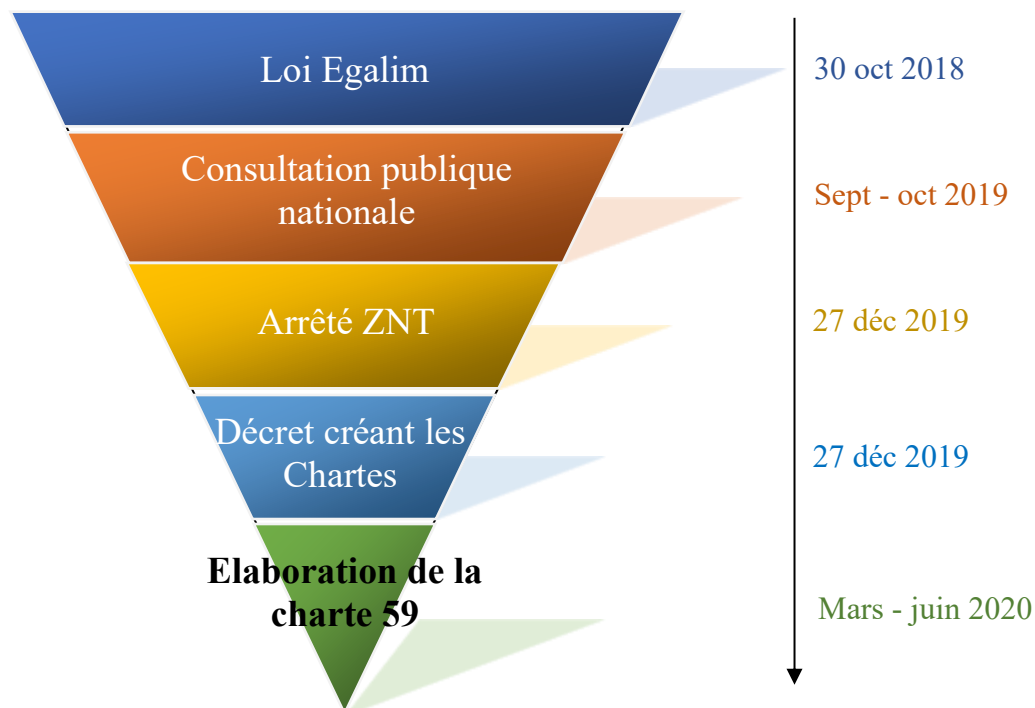 Loi Egalim
30 oct 2018
Consultation publique
nationale
Sept - oct 2019
Arrêté ZNT
27 déc 2019
Décret créant les
Chartes
27 déc 2019
Elaboration de la
charte 59
Mars - juin 2020